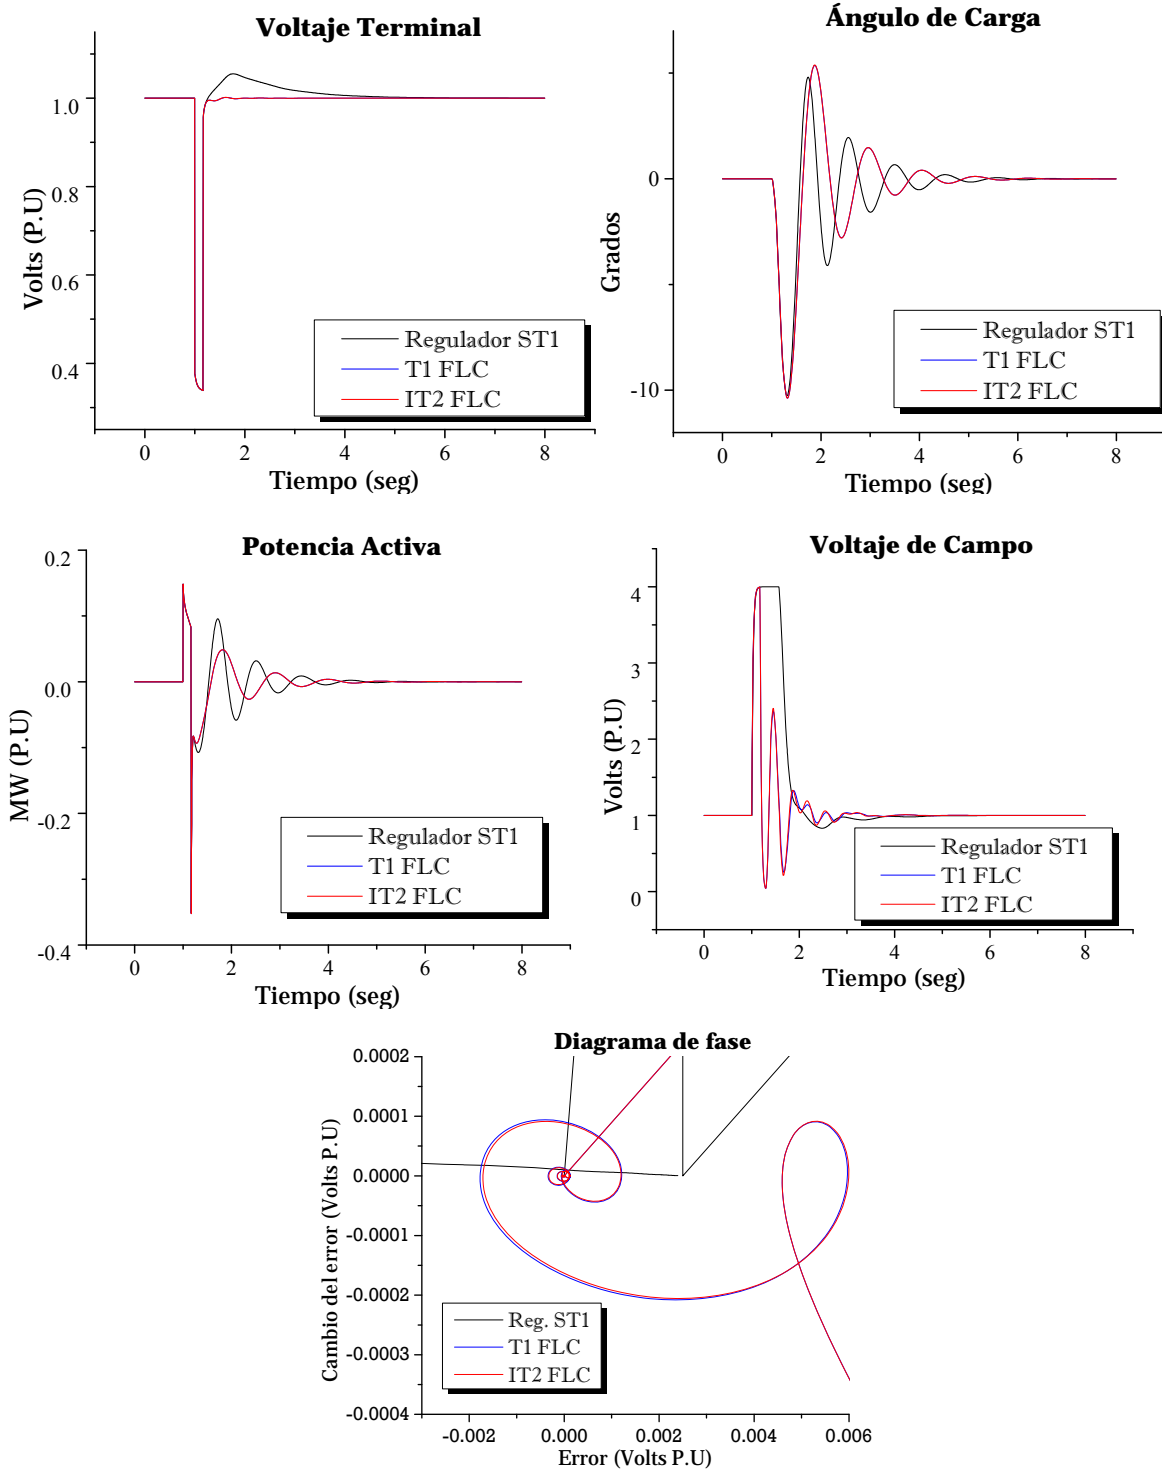 Voltaje Terminal
1.0
0.8
0.6
0.4
Volts (P.U)
Regulador ST1
T1 FLC
IT2 FLC
0
2
4
6
8
Tiempo (seg)
Ángulo de Carga
0
-10
Grados
Regulador ST1
T1 FLC
IT2 FLC
0
2
4
6
8
Tiempo (seg)
Potencia Activa
0.2
0.0
-0.2
-0.4
MW (P.U)
Regulador ST1
T1 FLC
IT2 FLC
0
2
4
6
8
Tiempo (seg)
Voltaje de Campo
4
3
2
1
0
Volts (P.U)
Regulador ST1
T1 FLC
IT2 FLC
0
2
4
6
8
Tiempo (seg)
Diagrama de fase
0.0002
0.0001
0.0000
-0.0001
-0.0002
-0.0003
-0.0004
Cambio del error (Volts P.U)
Reg. ST1
T1 FLC
IT2 FLC
-0.002
0.000
0.002
0.004
0.006
Error (Volts P.U)